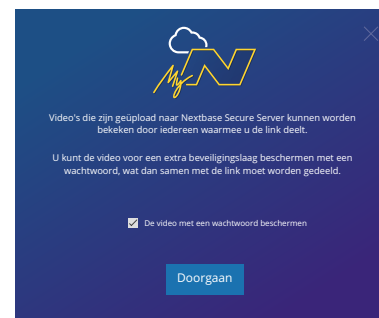 My N
Video's die zijn geüpload naar Nextbase Secure Server kunnen worden
bekeken door iedereen waarmee u de link deelt.
U kunt de video voor een extra beveiligingslaag beschermen met een
wachtwoord, wat dan samen met de link moet worden gedeeld.
De video met een wachtwoord beschermen
Doorgaan